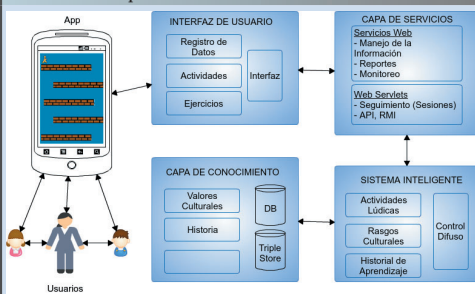 App
INTERFAZ DE USUARIO
Registro de
Datos
Actividades
Ejercicios
Interfaz
CAPA DE SERVICIOS
Servicios Web
- Manejo de la
Información
- Reportes
- Monitoreo
Web Servlets
- Seguimiento (Sesiones)
- API, RMI
CAPA DE CONOCIMIENTO
Valores
Culturales
Historia
DB
Triple
Store
SISTEMA INTELIGENTE
Actividades
Lúdicas
Rasgos
Culturales
Historial de
Aprendizaje
Control
Difuso
Usuarios